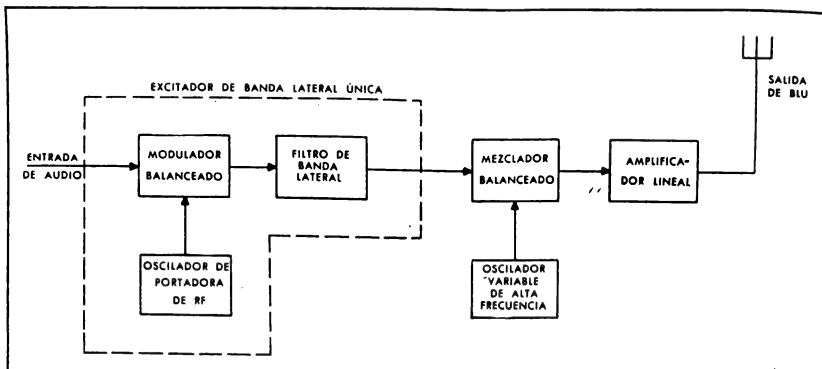 EXCITADOR DE BANDA LATERAL ÚNICA
SALIDA
DE BLU
ENTRADA
DE AUDIO
MODULADOR
BALANCEADO
FILTRO DE
BANDA
LATERAL
MEZCLADOR
BALANCEADO
AMPLIFICA-
DOR LINEAL
OSCILADOR DE
PORTADORA
DE RF
OSCILADOR
VARIABLE
DE ALTA
FRECUENCIA